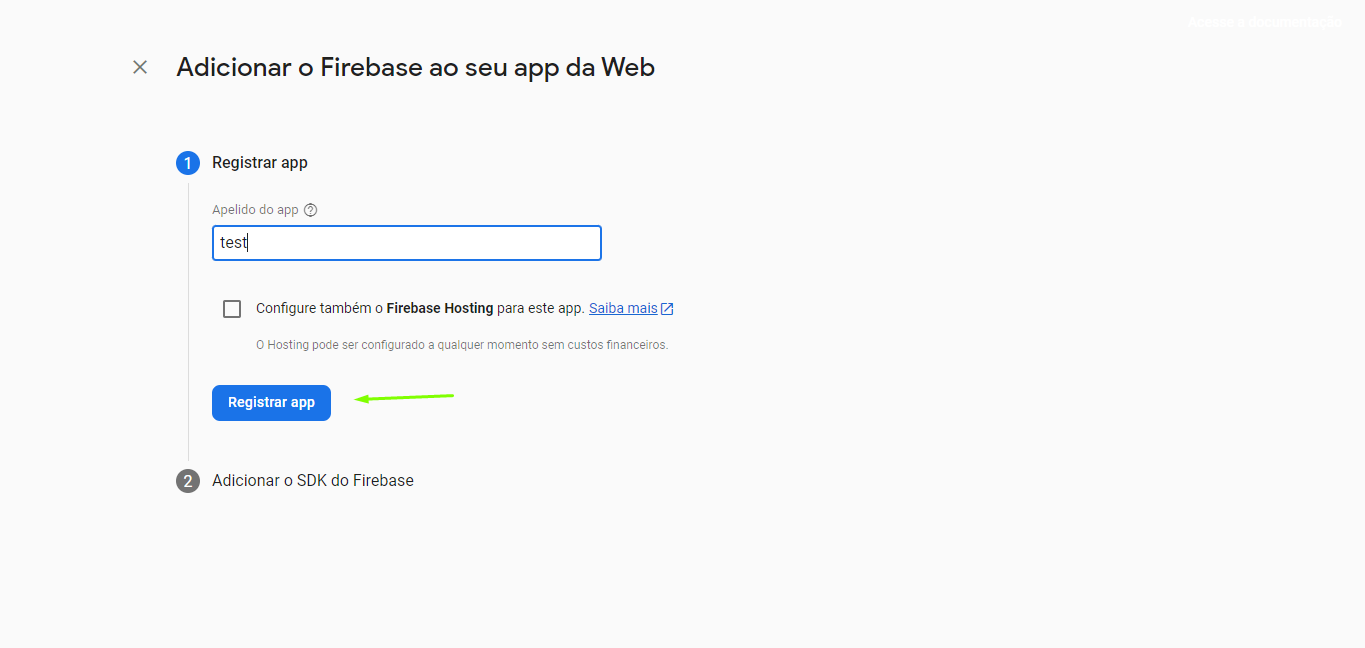 Acesse a documentação
Adicionar o Firebase ao seu app da Web
1 Registrar app
Apelido do app ?
test
Configure também o Firebase Hosting para este app. Saiba mais
O Hosting pode ser configurado a qualquer momento sem custos financeiros.
Registrar app
2 Adicionar o SDK do Firebase